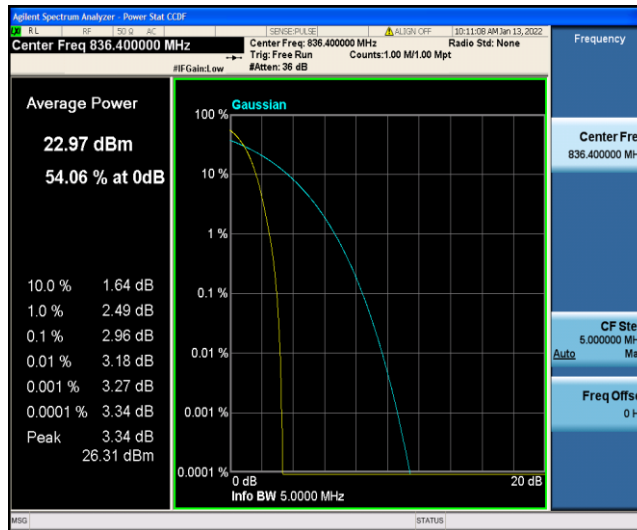 Agilent Spectrum Analyzer - Power Stat CCDF
RL RF 50 Ω AC SENSE:PULSE ALIGN OFF 10:11:08 AM Jan 13, 2022
Center Freq 836.400000 MHz
Center Freq: 836.400000 MHz Radio Std: None
Trig: Free Run Counts:1.00 M/1.00 Mpt
#IFGain:Low #Atten: 36 dB
Frequency
Average Power
22.97 dBm
54.06 % at 0dB
10.0 % 1.64 dB
1.0 % 2.49 dB
0.1 % 2.96 dB
0.01 % 3.18 dB
0.001 % 3.27 dB
0.0001 % 3.34 dB
Peak 3.34 dB
26.31 dBm
Gaussian
100 %
10 %
1 %
0.1 %
0.01 %
0.001 %
0.0001 %
0 dB 20 dB
Info BW 5.0000 MHz
Center Fre
836.400000 MH
CF Ste
5.000000 MH
Auto Ma
Freq Offs
0 H
MSG STATUS